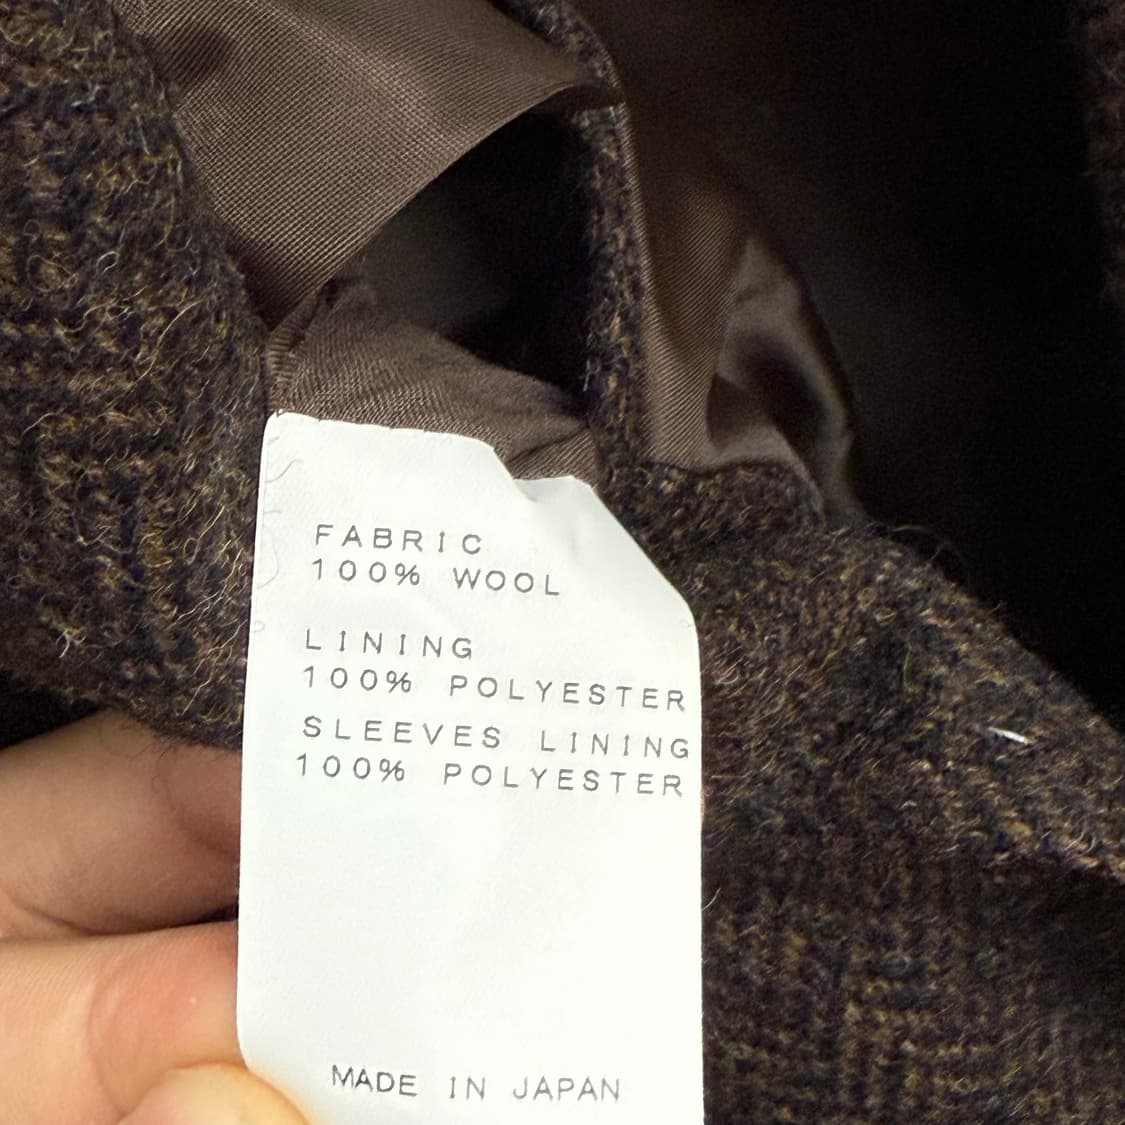 FABRIC
100% WOOL
LINING
100% POLYESTER
SLEEVES LINING
100% POLYESTER
MADE IN JAPAN